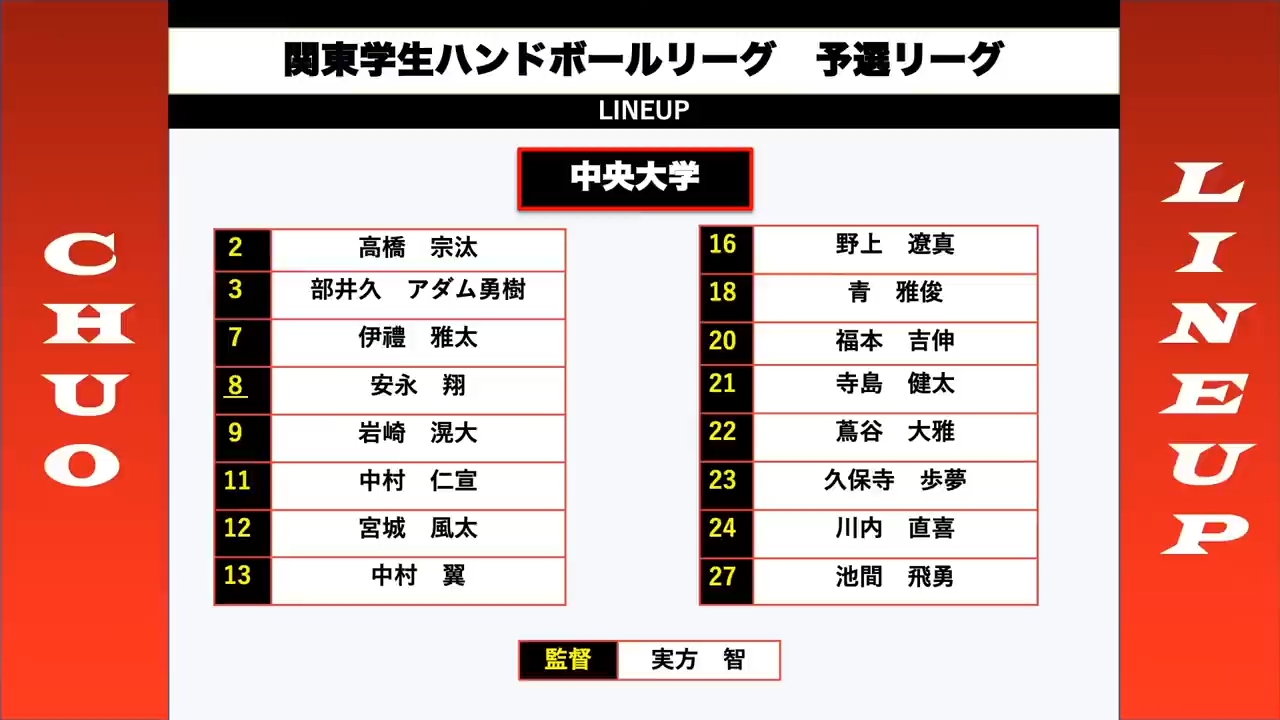 関東学生ハンドボールリーグ　予選リーグ
LINEUP
中央大学
2 高橋　宗汰
3 部井久　アダム勇樹
7 伊禮　雅太
8 安永　翔
9 岩崎　滉大
11 中村　仁宣
12 宮城　風太
13 中村　翼
16 野上　遼真
18 青　雅俊
20 福本　吉伸
21 寺島　健太
22 蔦谷　大雅
23 久保寺　歩夢
24 川内　直喜
27 池間　飛勇
監督 実方　智
CHUO
LINEUP